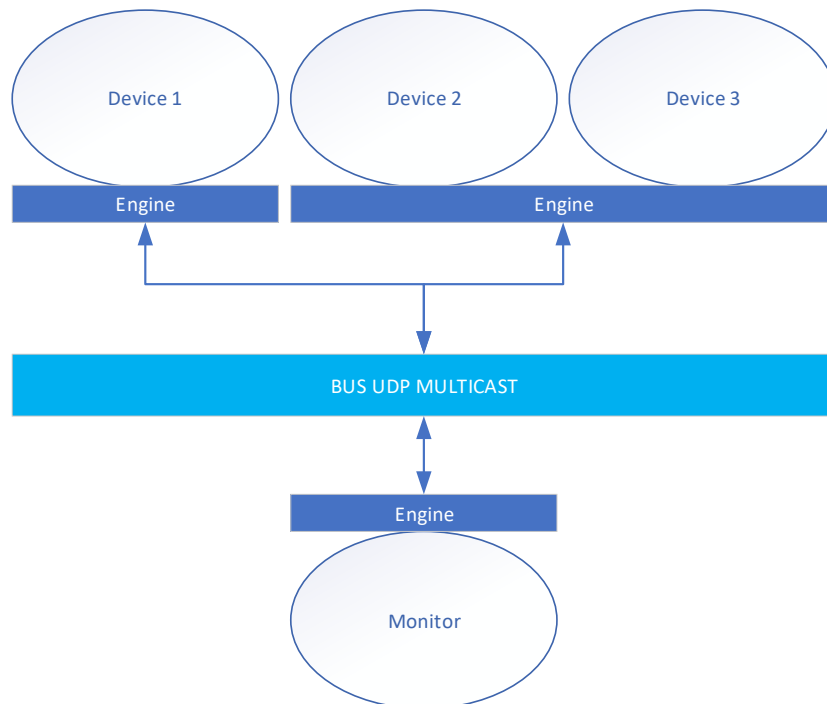 Device 1
Device 2
Device 3
Engine
Engine
BUS UDP MULTICAST
Engine
Monitor